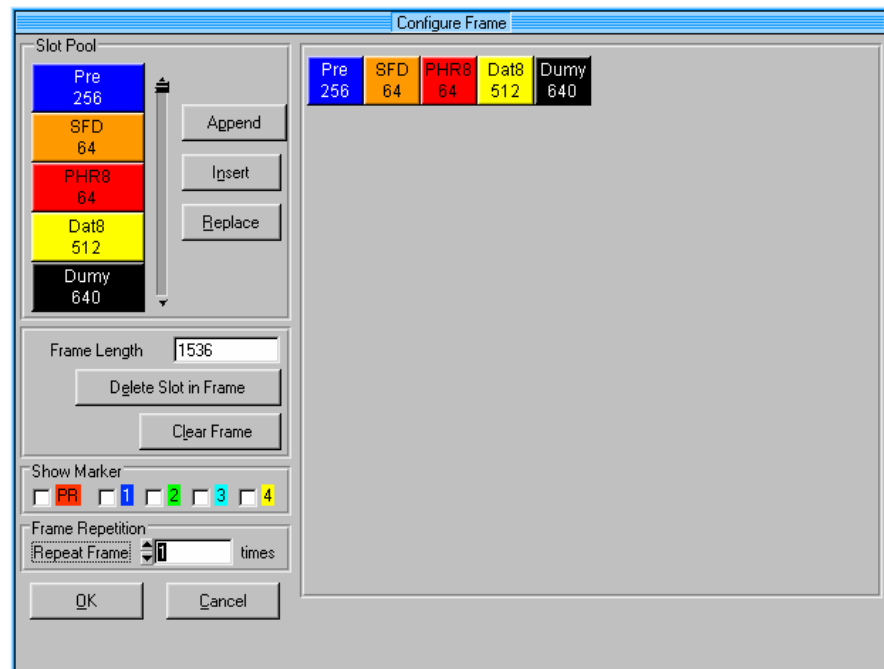 Configure Frame
Slot Pool
Pre
256
SFD
64
PHR8
64
Dat8
512
Dumy
640
Append
Insert
Replace
Pre
256
SFD
64
PHR8
64
Dat8
512
Dumy
640
Frame Length 1536
Delete Slot in Frame
Clear Frame
Show Marker
PR 1 2 3 4
Frame Repetition
Repeat Frame 1 times
OK Cancel